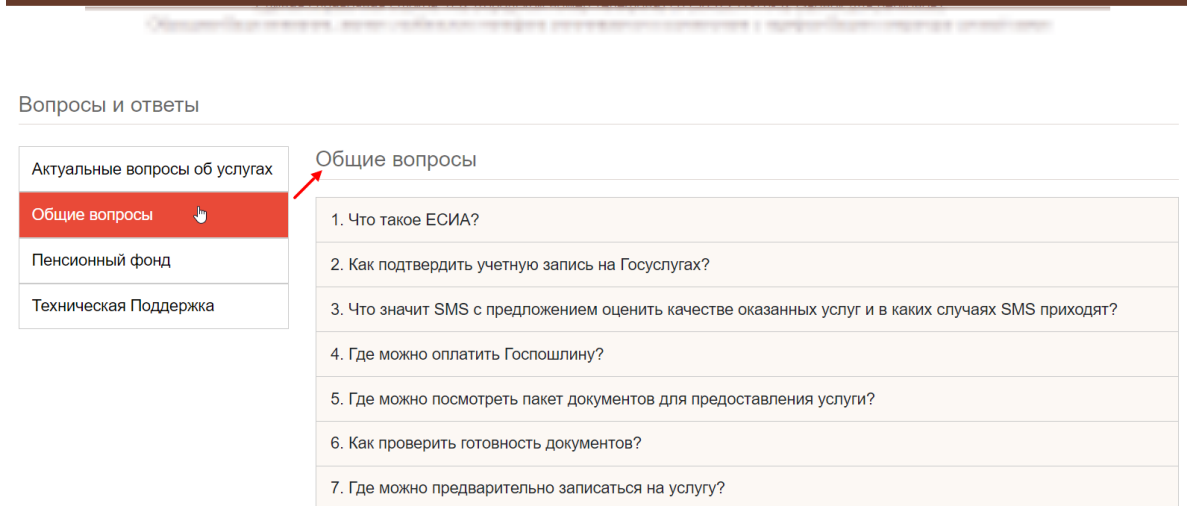 Вопросы и ответы
Актуальные вопросы об услугах
Общие вопросы
Пенсионный фонд
Техническая Поддержка
Общие вопросы
1. Что такое ЕСИА?
2. Как подтвердить учетную запись на Госуслугах?
3. Что значит SMS с предложением оценить качестве оказанных услуг и в каких случаях SMS приходят?
4. Где можно оплатить Госпошлину?
5. Где можно посмотреть пакет документов для предоставления услуги?
6. Как проверить готовность документов?
7. Где можно предварительно записаться на услугу?